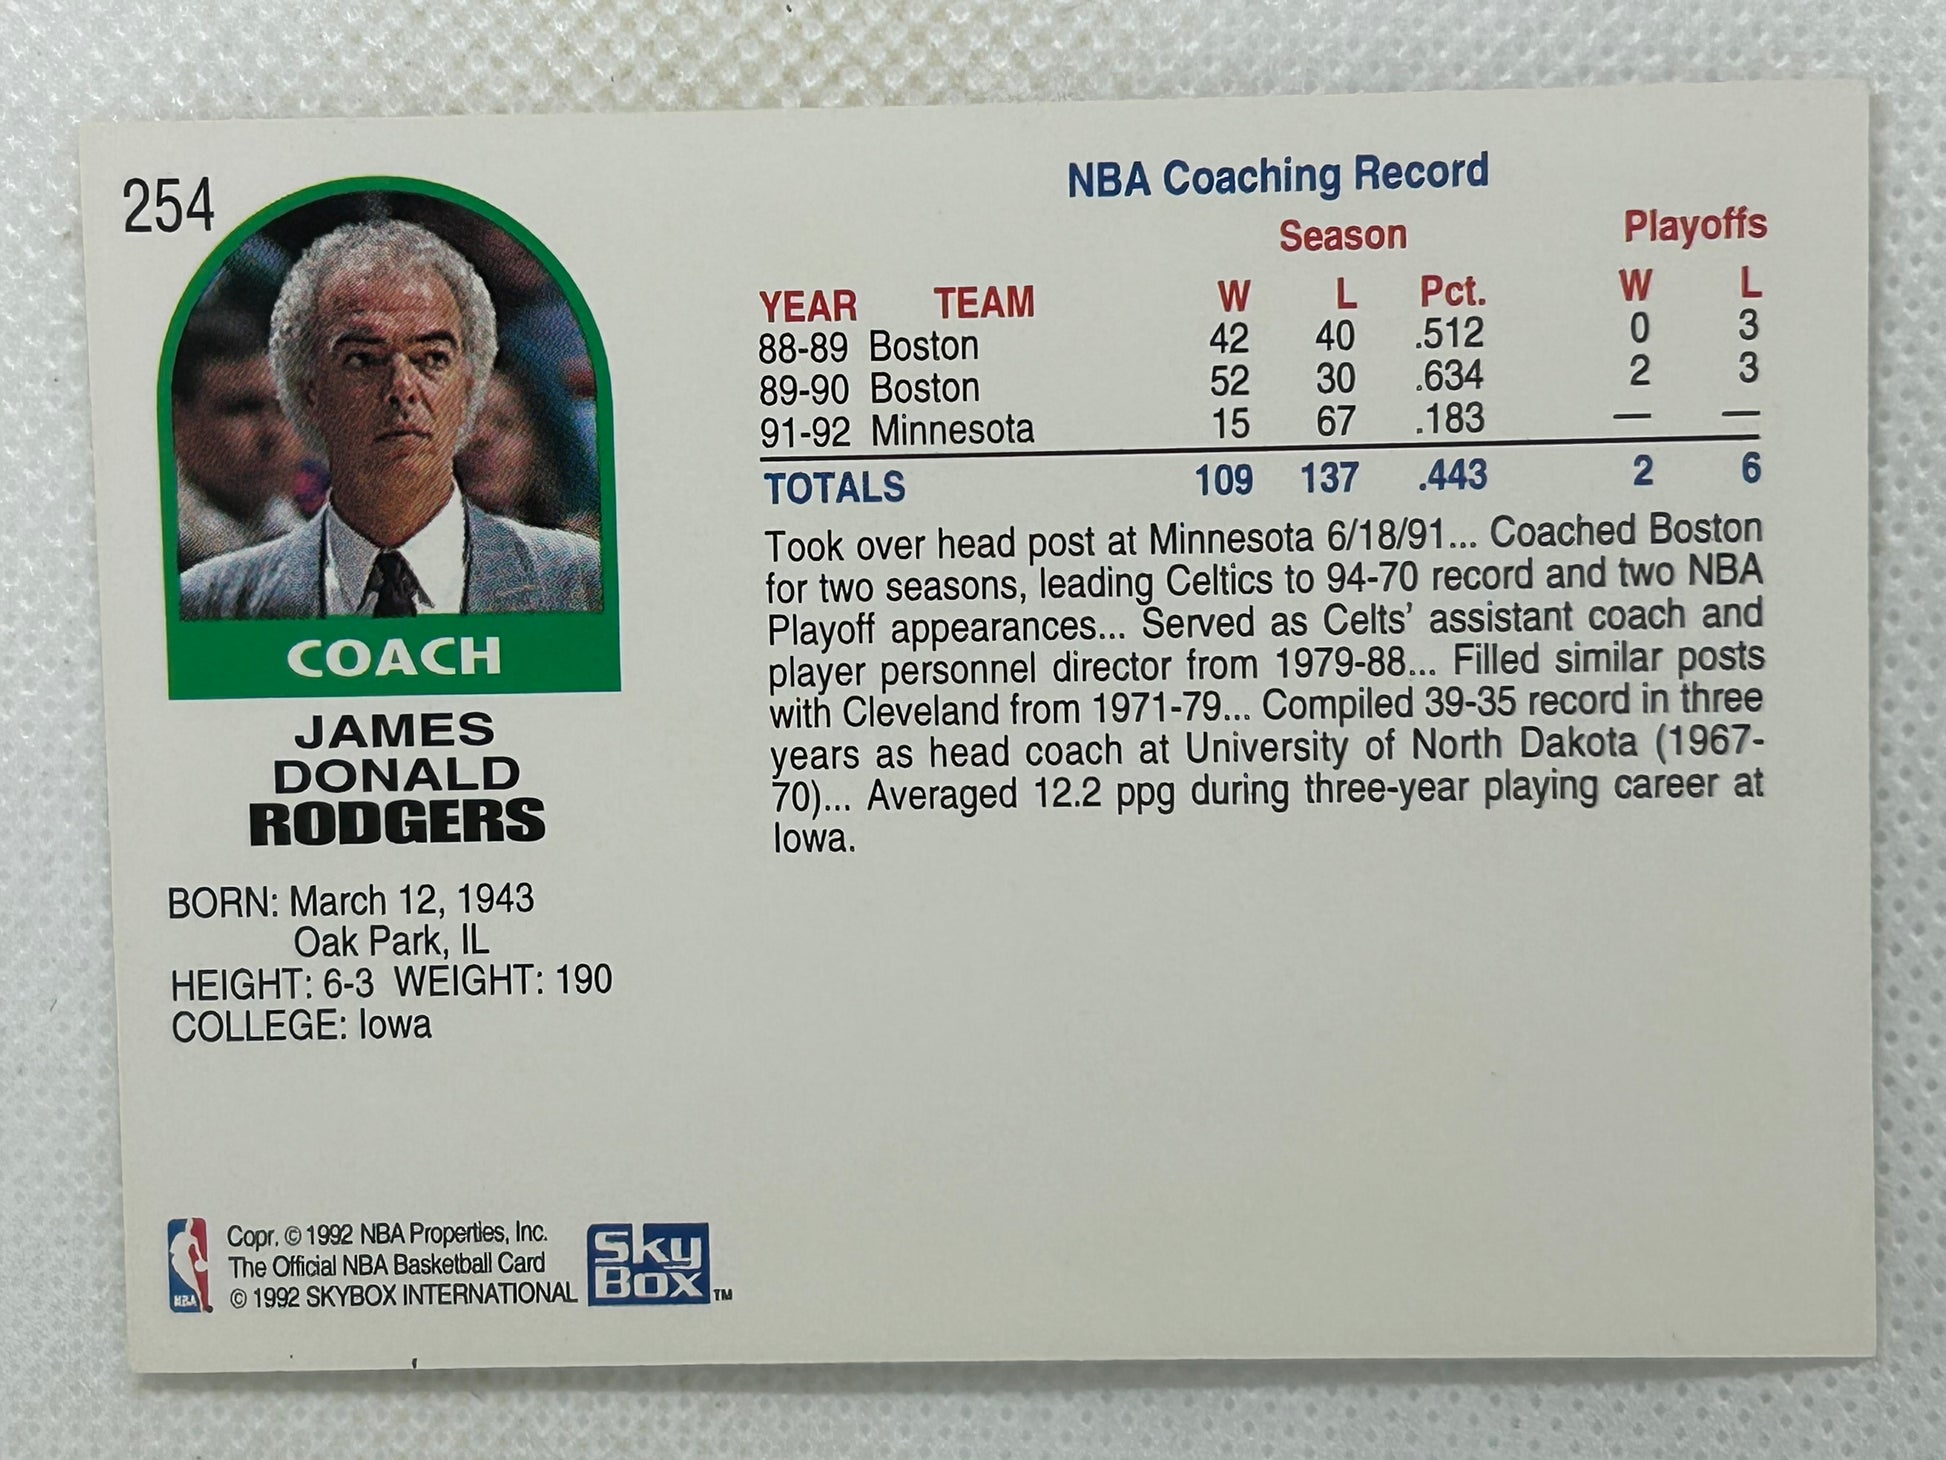 254
COACH
JAMES
DONALD
RODGERS
BORN: March 12, 1943
Oak Park, IL
HEIGHT: 6-3 WEIGHT: 190
COLLEGE: Iowa
NBA Coaching Record
Season Playoffs
YEAR TEAM W L Pct. W L
88-89 Boston 42 40 .512 0 3
89-90 Boston 52 30 .634 2 3
91-92 Minnesota 15 67 .183 — —
TOTALS 109 137 .443 2 6
Took over head post at Minnesota 6/18/91... Coached Boston
for two seasons, leading Celtics to 94-70 record and two NBA
Playoff appearances... Served as Celts' assistant coach and
player personnel director from 1979-88... Filled similar posts
with Cleveland from 1971-79... Compiled 39-35 record in three
years as head coach at University of North Dakota (1967-
70)... Averaged 12.2 ppg during three-year playing career at
Iowa.
NBA
Copr. © 1992 NBA Properties, Inc.
The Official NBA Basketball Card
© 1992 SKYBOX INTERNATIONAL
Sky
Box TM